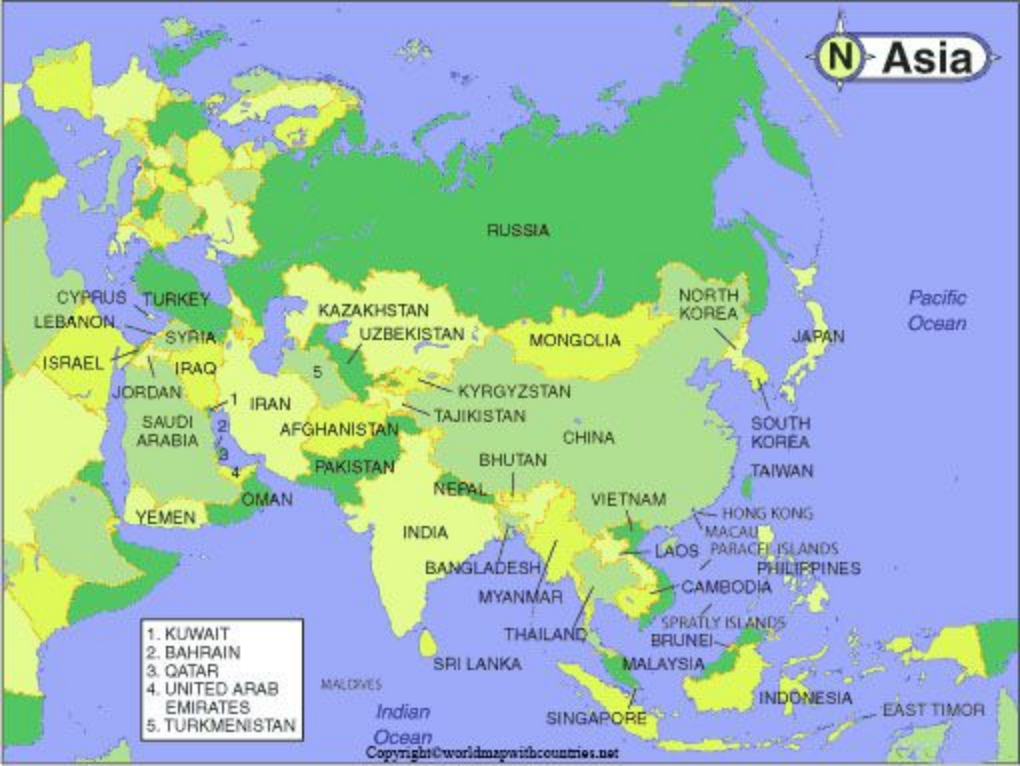 N Asia
RUSSIA
Pacific
Ocean
CYPRUS
TURKEY
LEBANON
SYRIA
ISRAEL
IRAQ
JORDAN
KAZAKHSTAN
UZBEKISTAN
MONGOLIA
NORTH
KOREA
JAPAN
5
KYRGYZSTAN
1
IRAN
TAJIKISTAN
SAUDI
ARABIA
2
AFGHANISTAN
CHINA
SOUTH
KOREA
3
4
PAKISTAN
BHUTAN
TAIWAN
NEPAL
OMAN
VIETNAM
YEMEN
INDIA
HONG KONG
MACAU
LAOS
PARACEL ISLANDS
BANGLADESH
PHILIPPINES
CAMBODIA
MYANMAR
SPRATLY ISLANDS
THAILAND
BRUNEI
SRI LANKA
MALAYSIA
MALDIVES
INDONESIA
EAST TIMOR
SINGAPORE
Indian
Ocean
1. KUWAIT
2. BAHRAIN
3. QATAR
4. UNITED ARAB
EMIRATES
5. TURKMENISTAN
Copyright©worldmapwithcountries.net